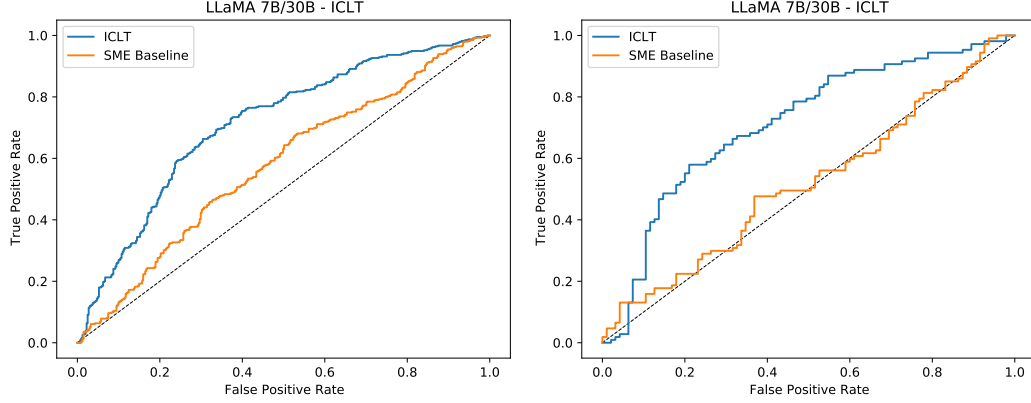 LLaMA 7B/30B - ICLT
ICLT
SME Baseline
True Positive Rate
1.0
0.8
0.6
0.4
0.2
0.0
0.0 0.2 0.4 0.6 0.8 1.0
False Positive Rate
LLaMA 7B/30B - ICLT
ICLT
SME Baseline
True Positive Rate
1.0
0.8
0.6
0.4
0.2
0.0
0.0 0.2 0.4 0.6 0.8 1.0
False Positive Rate